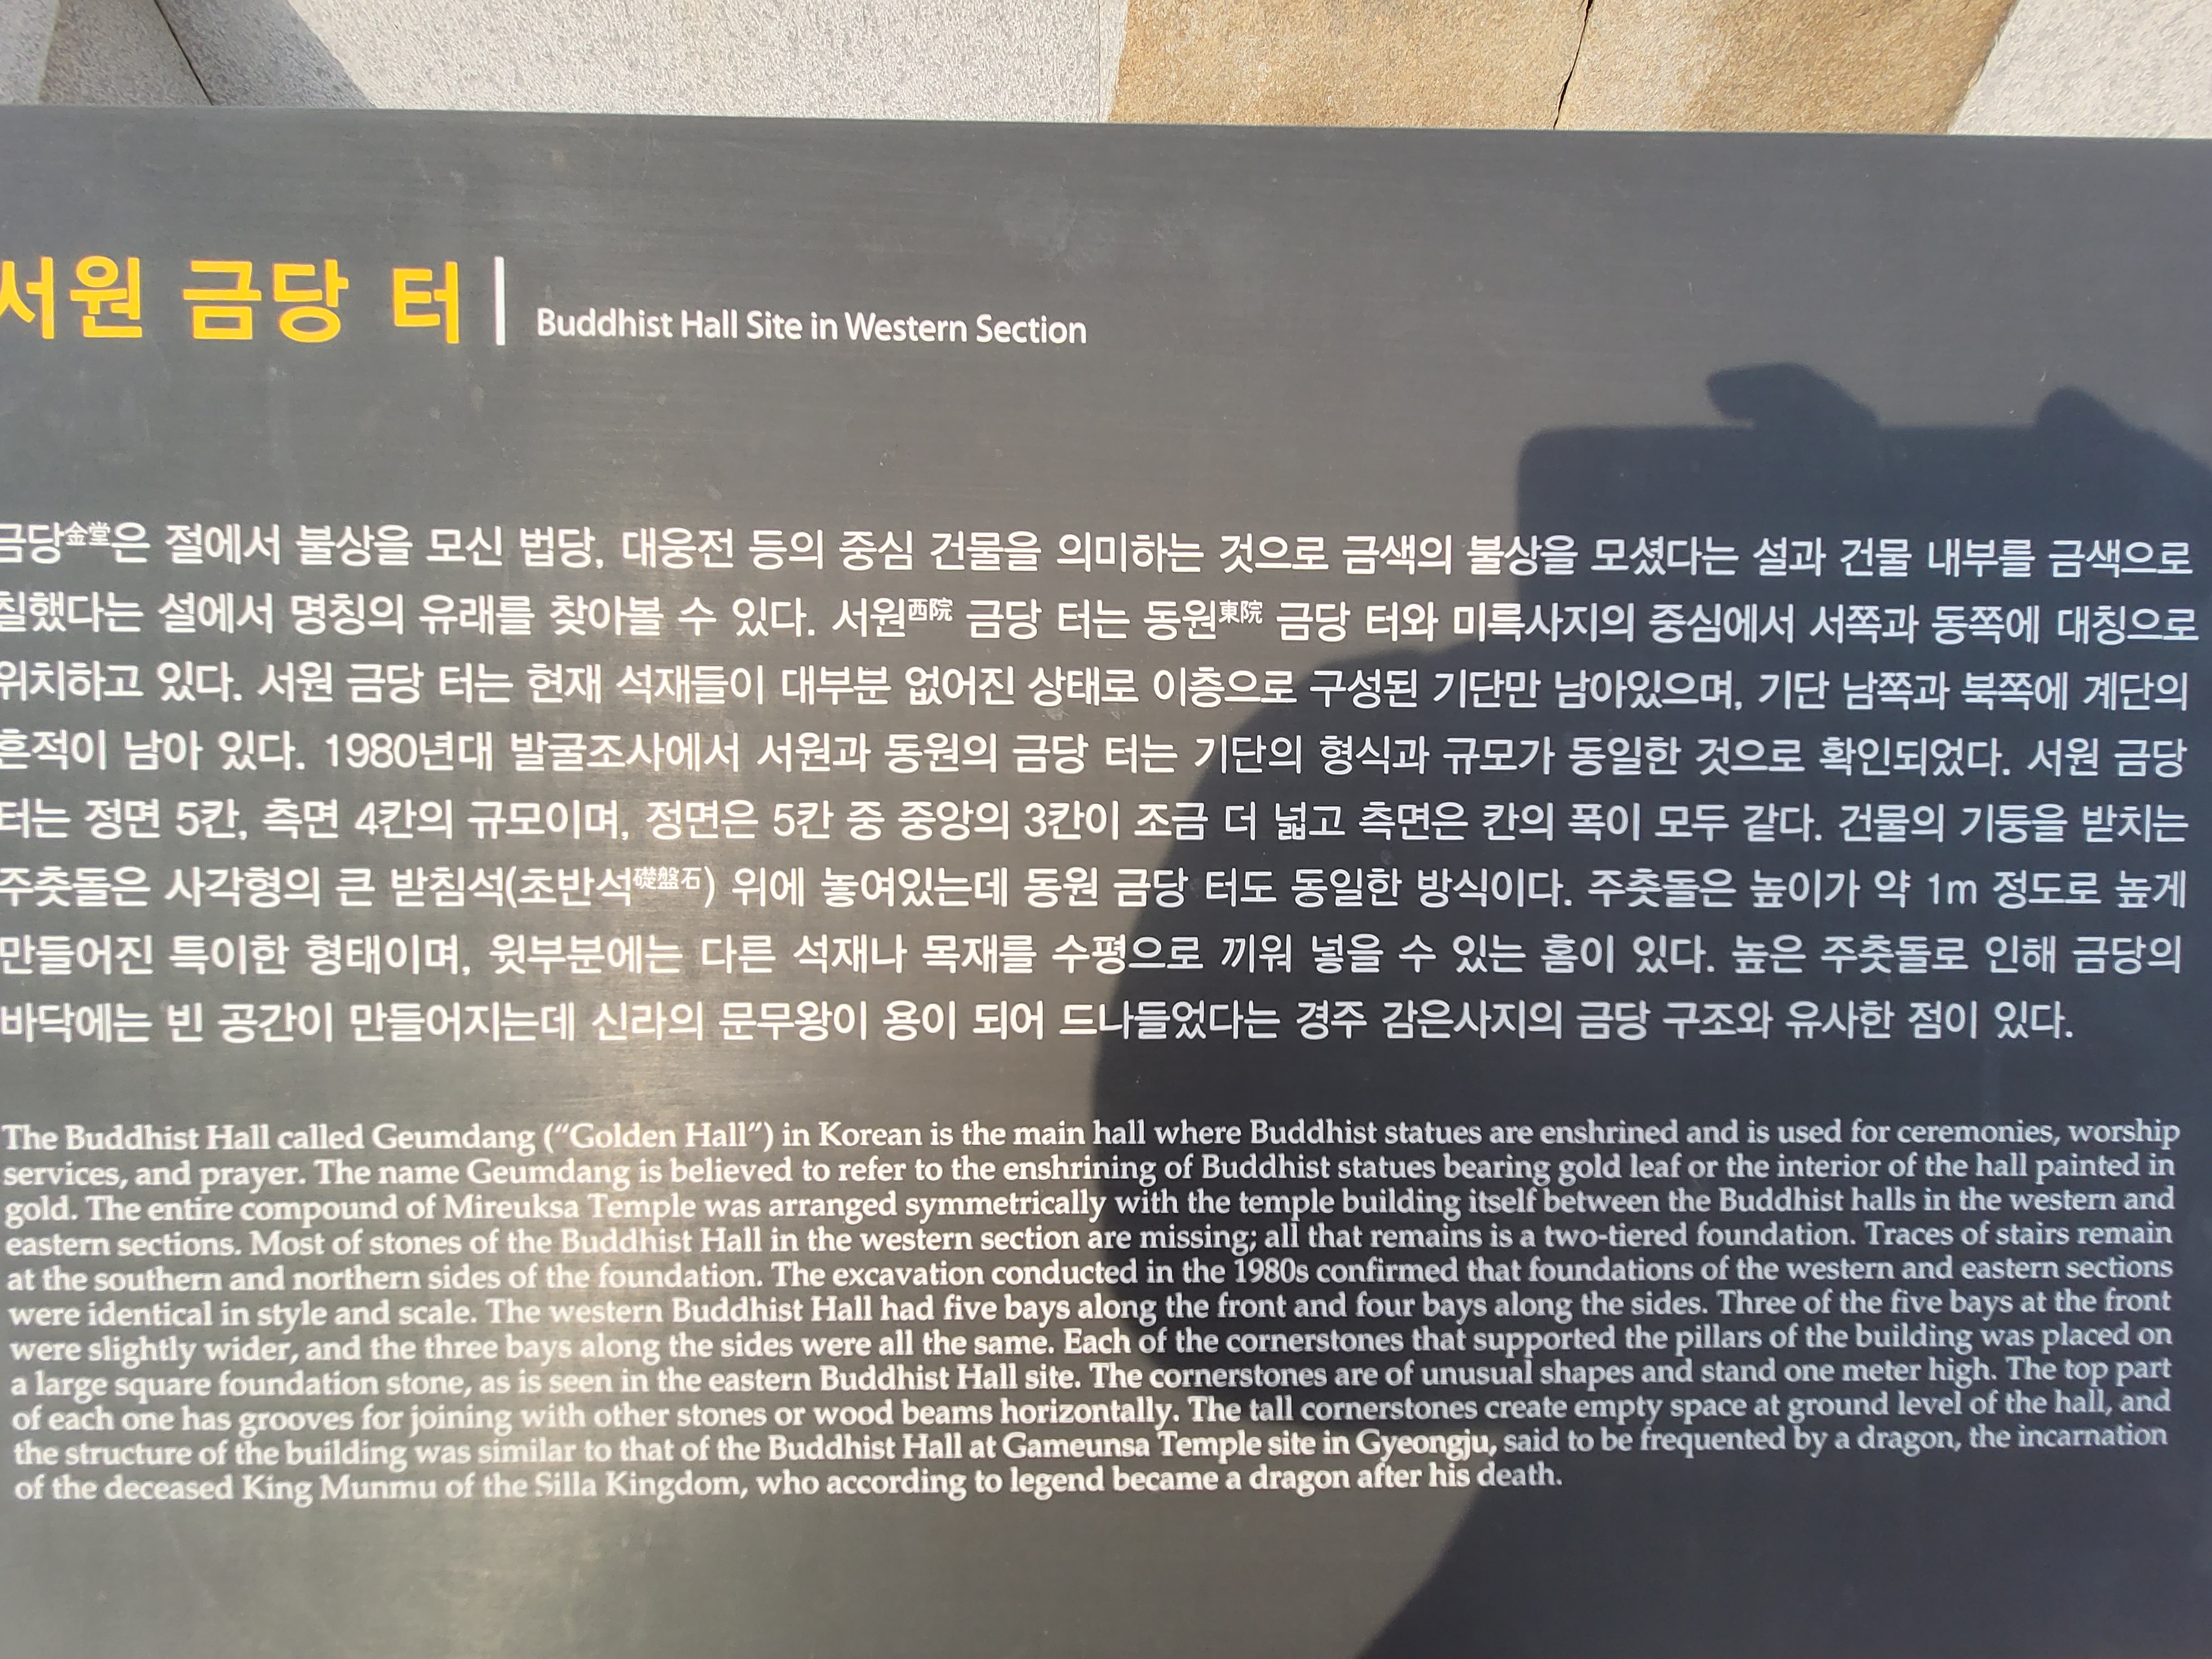 서원 금당 터
Buddhist Hall Site in Western Section
금당金堂은 절에서 불상을 모신 법당, 대웅전 등의 중심 건물을 의미하는 것으로 금색의 불상을 모셨다는 설과 건물 내부를 금색으로
칠했다는 설에서 명칭의 유래를 찾아볼 수 있다. 서원西院 금당 터는 동원東院 금당 터와 미륵사지의 중심에서 서쪽과 동쪽에 대칭으로
위치하고 있다. 서원 금당 터는 현재 석재들이 대부분 없어진 상태로 이층으로 구성된 기단만 남아있으며, 기단 남쪽과 북쪽에 계단의
흔적이 남아 있다. 1980년대 발굴조사에서 서원과 동원의 금당 터는 기단의 형식과 규모가 동일한 것으로 확인되었다. 서원 금당
터는 정면 5칸, 측면 4칸의 규모이며, 정면은 5칸 중 중앙의 3칸이 조금 더 넓고 측면은 칸의 폭이 모두 같다. 건물의 기둥을 받치는
주춧돌은 사각형의 큰 받침석(초반석礎盤石) 위에 놓여있는데 동원 금당 터도 동일한 방식이다. 주춧돌은 높이가 약 1m 정도로 높게
만들어진 특이한 형태이며, 윗부분에는 다른 석재나 목재를 수평으로 끼워 넣을 수 있는 홈이 있다. 높은 주춧돌로 인해 금당의
바닥에는 빈 공간이 만들어지는데 신라의 문무왕이 용이 되어 드나들었다는 경주 감은사지의 금당 구조와 유사한 점이 있다.
The Buddhist Hall called Geumdang (“Golden Hall”) in Korean is the main hall where Buddhist statues are enshrined and is used for ceremonies, worship
services, and prayer. The name Geumdang is believed to refer to the enshrining of Buddhist statues bearing gold leaf or the interior of the hall painted in
gold. The entire compound of Mireuksa Temple was arranged symmetrically with the temple building itself between the Buddhist halls in the western and
eastern sections. Most of stones of the Buddhist Hall in the western section are missing; all that remains is a two-tiered foundation. Traces of stairs remain
at the southern and northern sides of the foundation. The excavation conducted in the 1980s confirmed that foundations of the western and eastern sections
were identical in style and scale. The western Buddhist Hall had five bays along the front and four bays along the sides. Three of the five bays at the front
were slightly wider, and the three bays along the sides were all the same. Each of the cornerstones that supported the pillars of the building was placed on
a large square foundation stone, as is seen in the eastern Buddhist Hall site. The cornerstones are of unusual shapes and stand one meter high. The top part
of each one has grooves for joining with other stones or wood beams horizontally. The tall cornerstones create empty space at ground level of the hall, and
the structure of the building was similar to that of the Buddhist Hall at Gameunsa Temple site in Gyeongju, said to be frequented by a dragon, the incarnation
of the deceased King Munmu of the Silla Kingdom, who according to legend became a dragon after his death.